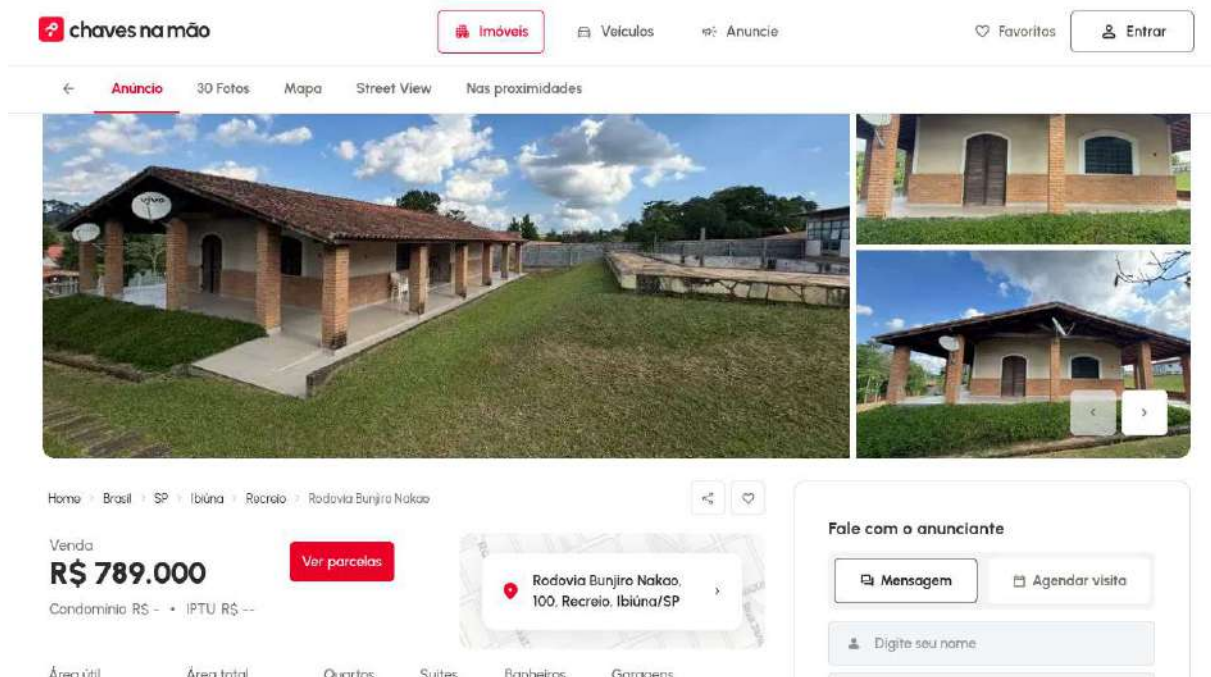 chaves na mão
Imóveis
Veículos
Anuncie
Favoritos
Entrar
Anúncio
30 Fotos
Mapa
Street View
Nas proximidades
vivo
Home
Brasil
SP
Ibiúna
Recreio
Rodovia Bunjiro Nakao
Venda
R$ 789.000
Condomínio R$ - • IPTU R$ --
Ver parcelas
Rodovia Bunjiro Nakao,
100, Recreio, Ibiúna/SP
Fale com o anunciante
Mensagem
Agendar visita
Digite seu nome
Área útil
Área total
Quartos
Suítes
Banheiros
Garagens